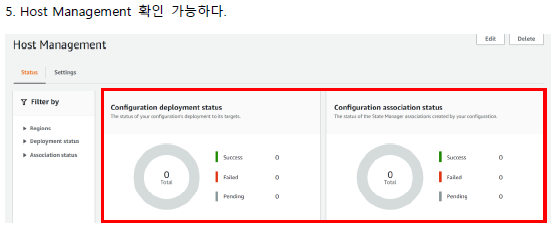 5. Host Management 확인 가능하다.
Edit
Delete
Host Management
Status
Settings
Filter by
Regions
Deployment status
Association status
Configuration deployment status
The status of your configuration's deployment to its targets.
0
Total
Success 0
Failed 0
Pending 0
Configuration association status
The status of the State Manager associations created by your configuration.
0
Total
Success 0
Failed 0
Pending 0